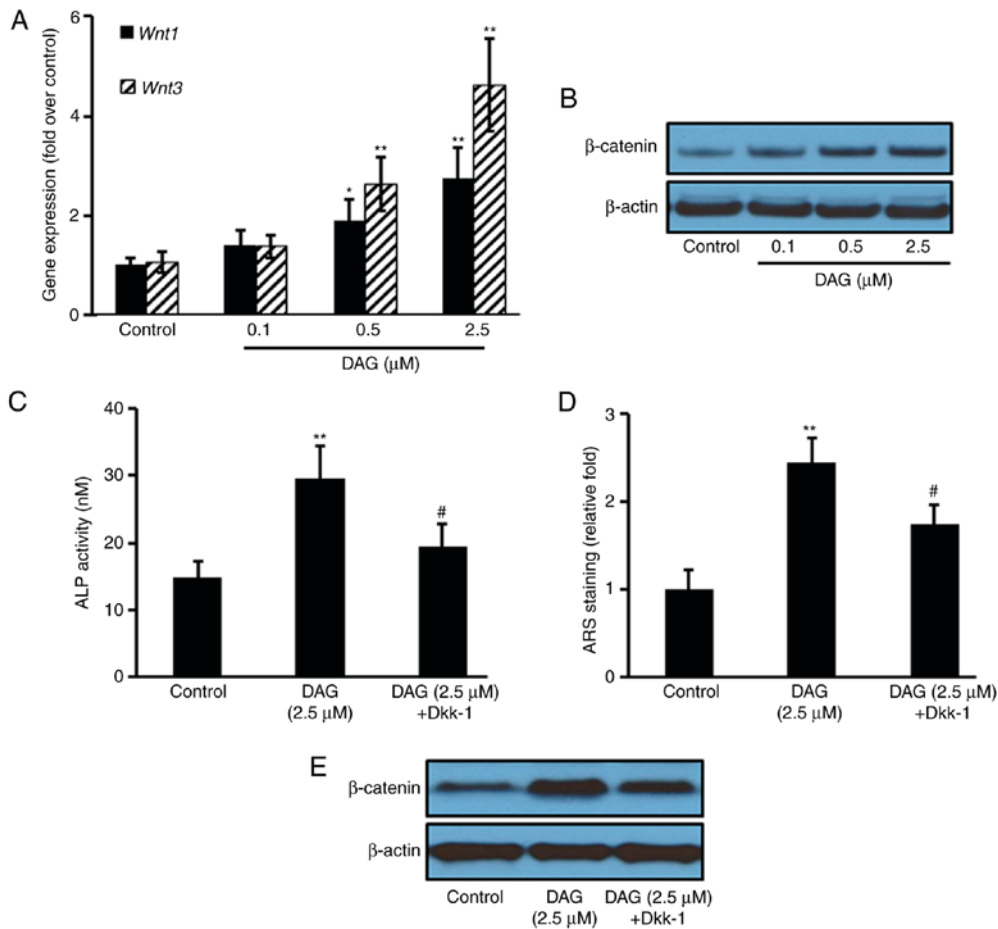 A
Gene expression (fold over control)
6
4
2
0
Wnt1
Wnt3
*
**
**
**
Control
0.1
0.5
2.5
DAG (μM)
B
β-catenin
β-actin
Control
0.1
0.5
2.5
DAG (μM)
C
ALP activity (nM)
40
30
20
10
0
**
#
Control
DAG
(2.5 μM)
DAG (2.5 μM)
+Dkk-1
D
ARS staining (relative fold)
3
2
1
0
**
#
Control
DAG
(2.5 μM)
DAG (2.5 μM)
+Dkk-1
E
β-catenin
β-actin
Control
DAG
(2.5 μM)
DAG (2.5 μM)
+Dkk-1